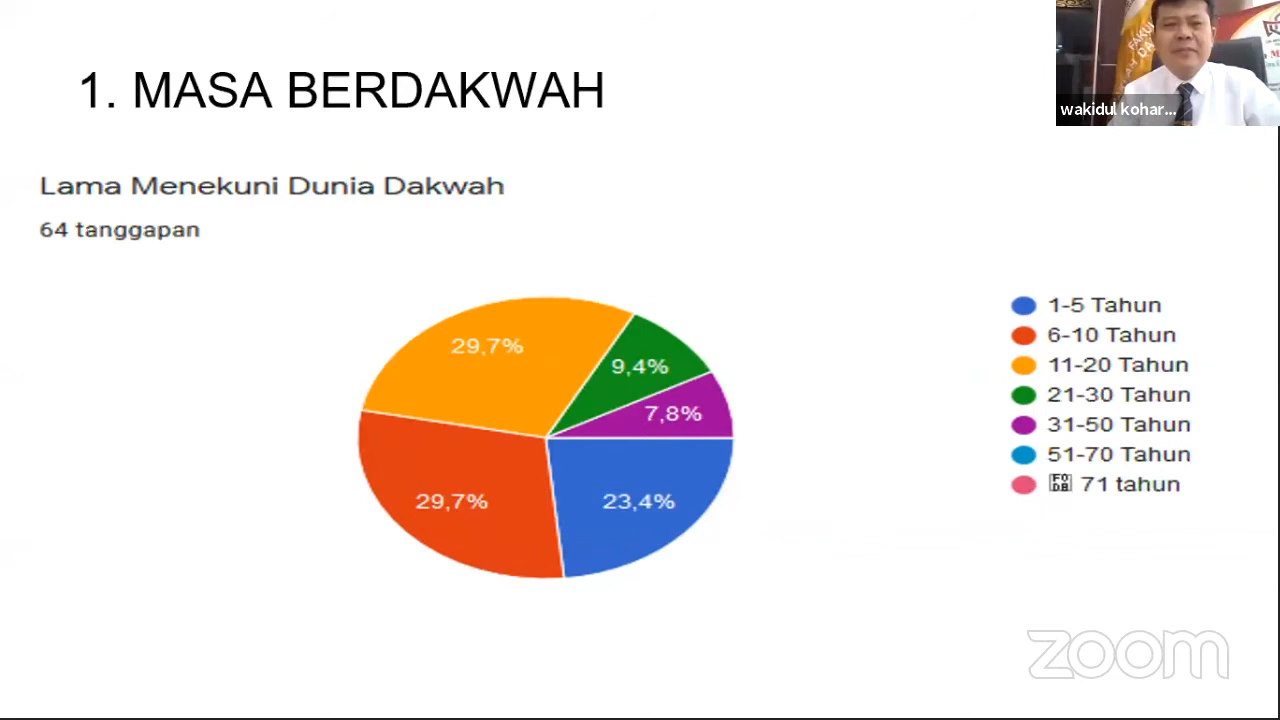 1. MASA BERDAKWAH
wakidul kohar...
Lama Menekuni Dunia Dakwah
64 tanggapan
29,7%
9,4%
7,8%
29,7%
23,4%
1-5 Tahun
6-10 Tahun
11-20 Tahun
21-30 Tahun
31-50 Tahun
51-70 Tahun
71 tahun
zoom